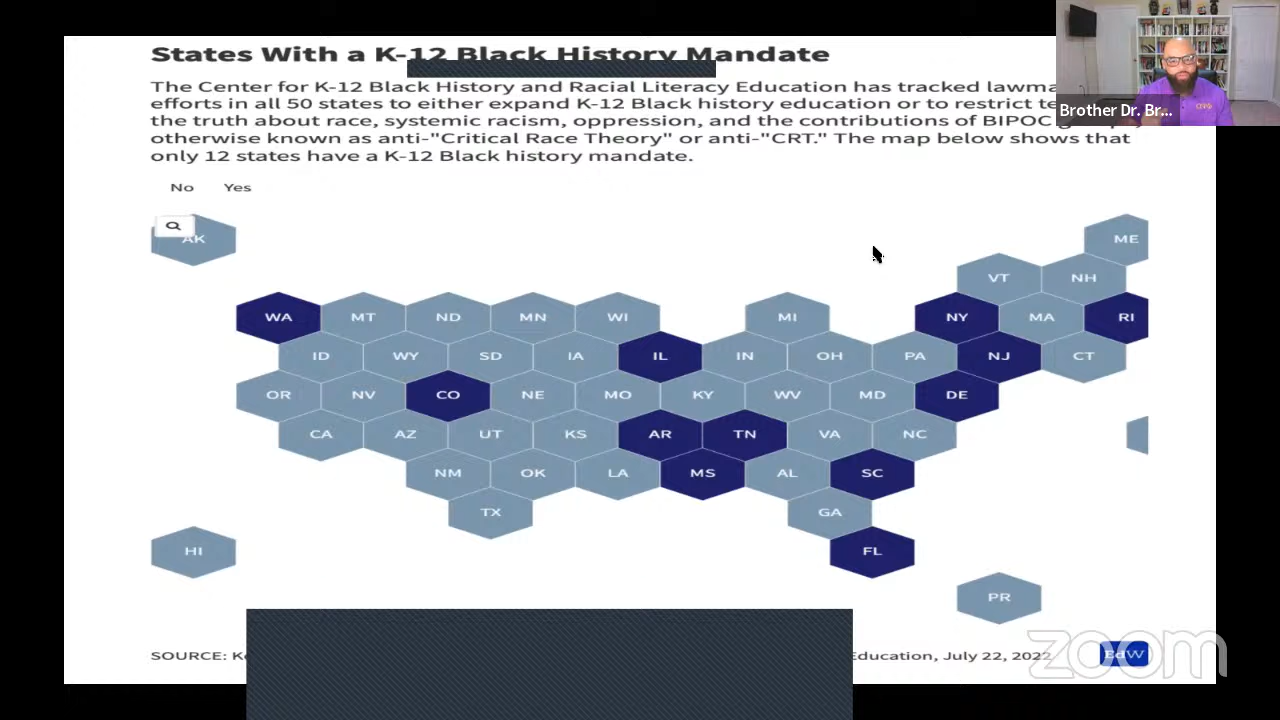 States With a K-12 Black History Mandate
The Center for K-12 Black History and Racial Literacy Education has tracked
efforts in all 50 states to either expand K-12 Black history education or to restrict
the truth about race, systemic racism, oppression, and the contributions of BIPOC
otherwise known as anti-"Critical Race Theory" or anti-"CRT." The map below shows that
only 12 states have a K-12 Black history mandate.
Brother Dr. Br...
No Yes
AK ME
VT NH
WA MT ND MN WI MI NY MA RI
ID WY SD IA IL IN OH PA NJ CT
OR NV CO NE MO KY WV MD DE
CA AZ UT KS AR TN VA NC
NM OK LA MS AL SC
TX GA
HI FL
PR
SOURCE: Education, July 22, 2022
EdW
zoom